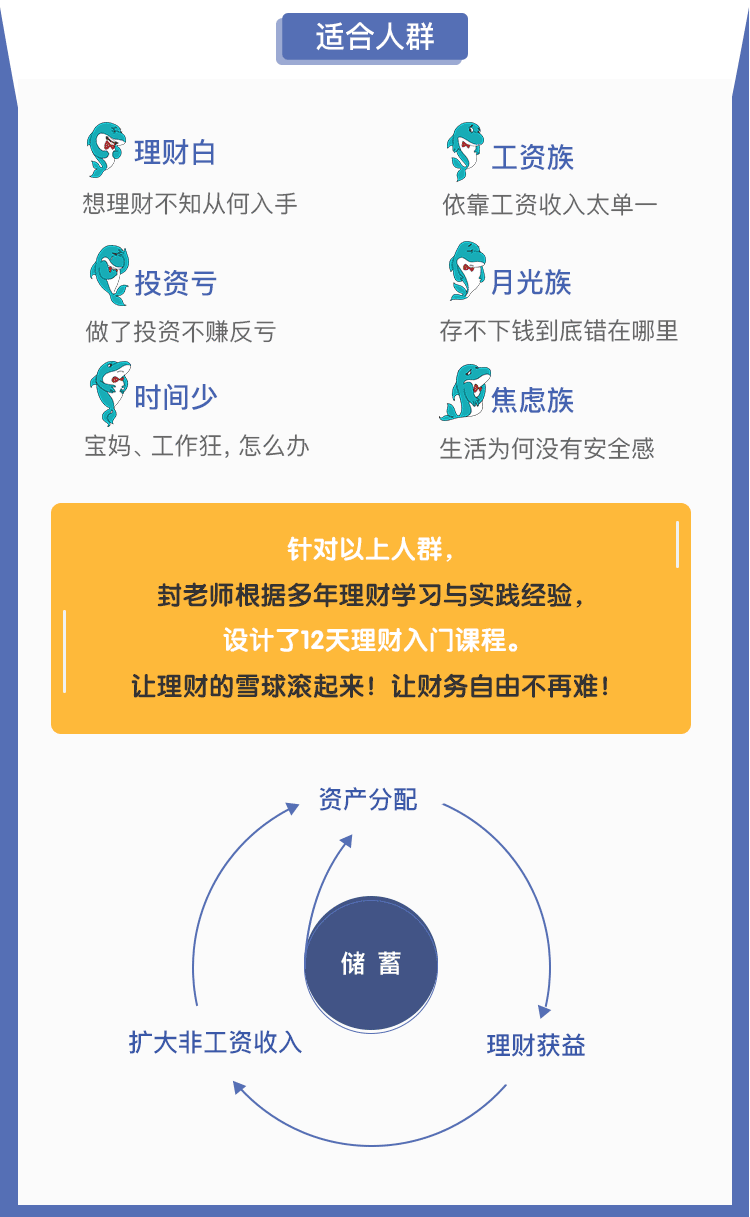 适合人群
理财白
想理财不知从何入手
工资族
依靠工资收入太单一
投资亏
做了投资不赚反亏
月光族
存不下钱到底错在哪里
时间少
宝妈、工作狂，怎么办
焦虑族
生活为何没有安全感
针对以上人群，
封老师根据多年理财学习与实践经验，
设计了12天理财入门课程。
让理财的雪球滚起来！让财务自由不再难！
资产分配
储蓄
扩大非工资收入
理财获益